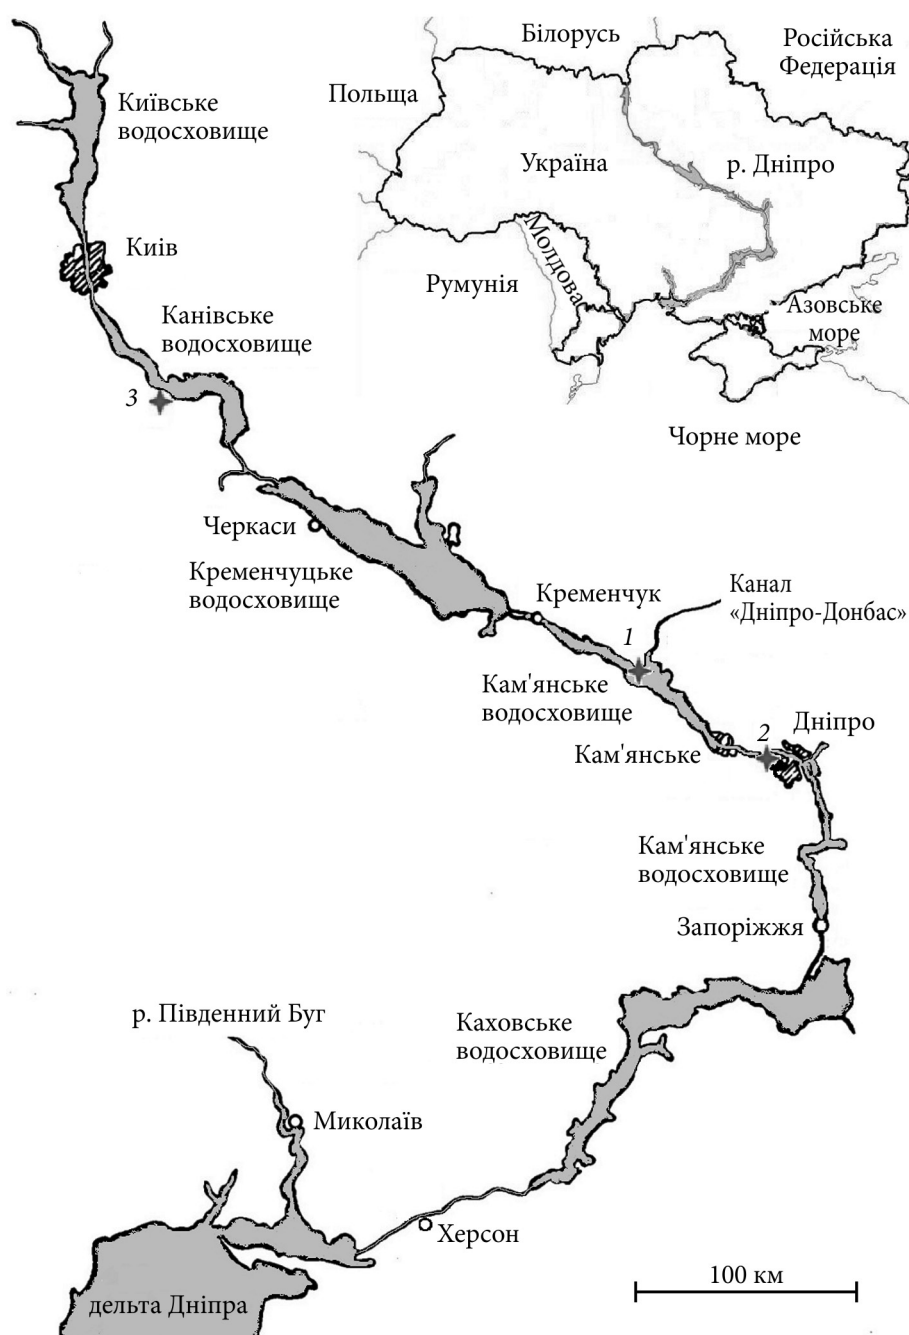 Білорусь
Російська
Федерація
Польща
Україна
р. Дніпро
Молдова
Румунія
Азовське
море
Чорне море
Київське
водосховище
Київ
Канівське
водосховище
3
Черкаси
Кременчуцьке
водосховище
Кременчук
Канал
«Дніпро-Донбас»
1
Кам'янське
водосховище
Кам'янське
2
Дніпро
Кам'янське
водосховище
Запоріжжя
Каховське
водосховище
р. Південний Буг
Миколаїв
Херсон
дельта Дніпра
100 км